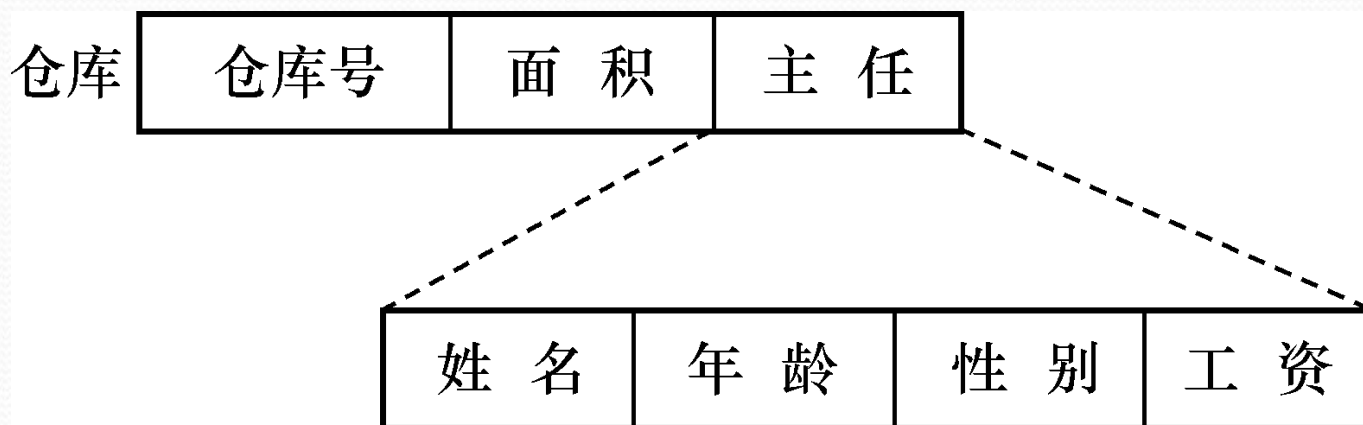 仓库 仓库号 面 积 主 任
姓 名 年 龄 性 别 工 资